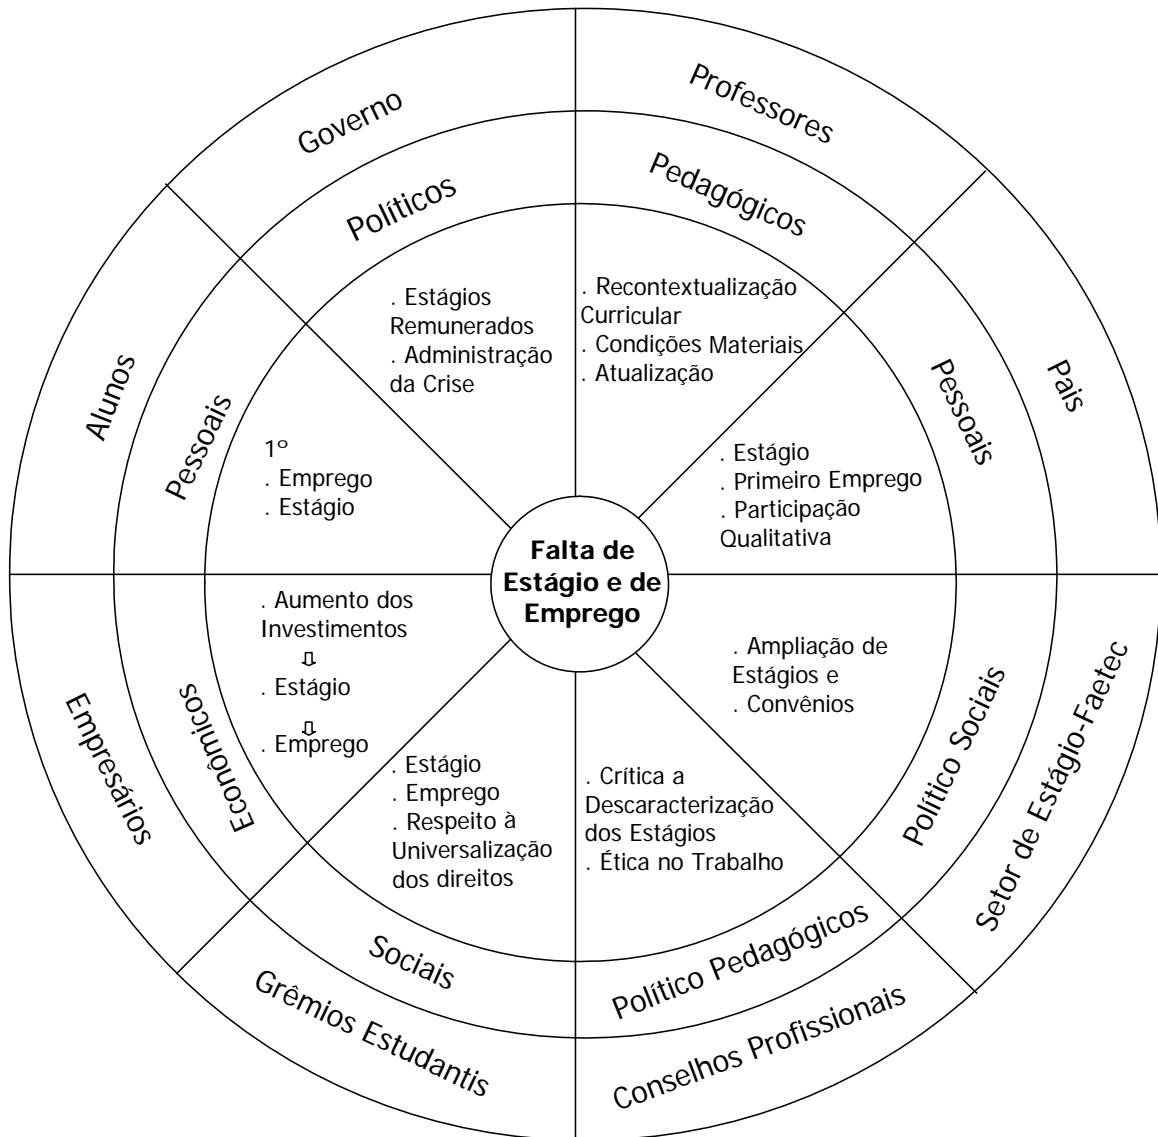 Governo
Professores
Políticos
Pedagógicos
Alunos
Pessoais
Pessoais
Pais
. Estágios
Remunerados
. Administração
da Crise
. Recontextualização
Curricular
. Condições Materiais
. Atualização
1º
. Emprego
. Estágio
. Estágio
. Primeiro Emprego
. Participação
Qualitativa
Falta de
Estágio e de
Emprego
. Aumento dos
Investimentos
⇩
. Estágio
⇩
. Emprego
. Ampliação de
Estágios e
. Convênios
. Estágio
. Emprego
. Respeito à
Universalização
dos direitos
. Crítica a
Descaracterização
dos Estágios
. Ética no Trabalho
Empresários
Econômicos
Político Sociais
Setor de Estágio-Faetec
Sociais
Político Pedagógicos
Grêmios Estudantis
Conselhos Profissionais